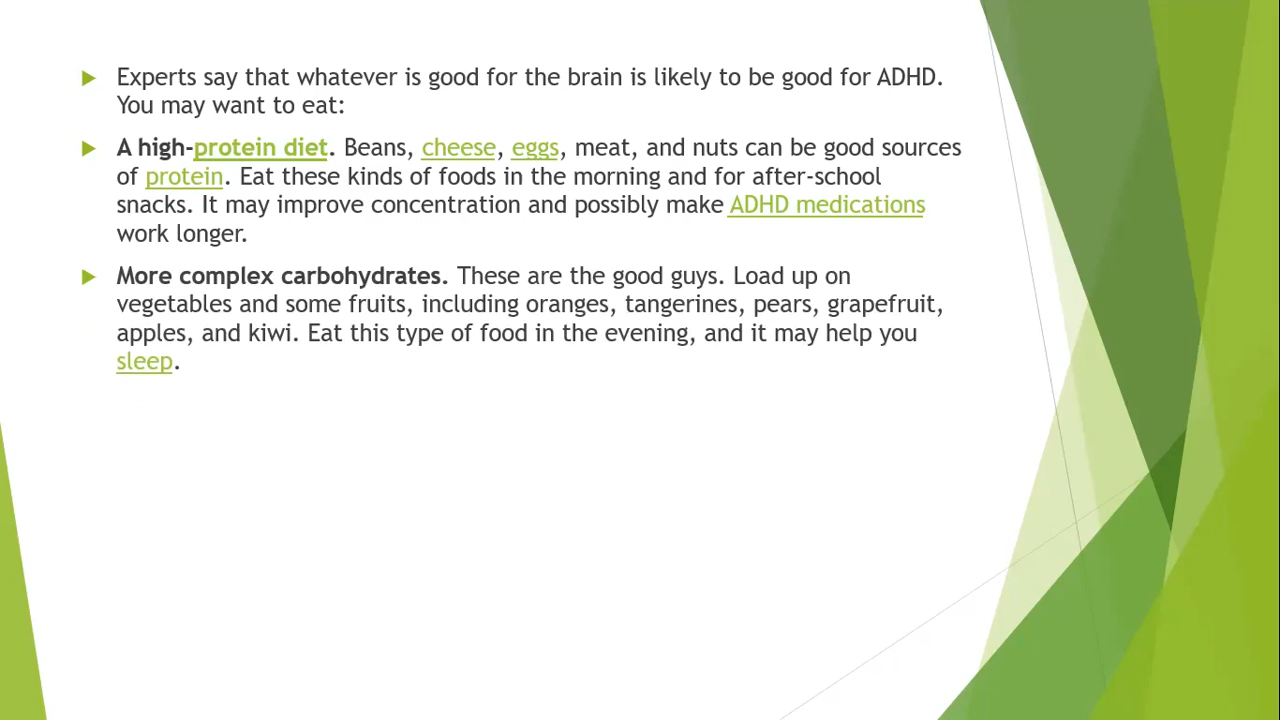 Experts say that whatever is good for the brain is likely to be good for ADHD.
You may want to eat:
A high-protein diet. Beans, cheese, eggs, meat, and nuts can be good sources
of protein. Eat these kinds of foods in the morning and for after-school
snacks. It may improve concentration and possibly make ADHD medications
work longer.
More complex carbohydrates. These are the good guys. Load up on
vegetables and some fruits, including oranges, tangerines, pears, grapefruit,
apples, and kiwi. Eat this type of food in the evening, and it may help you
sleep.